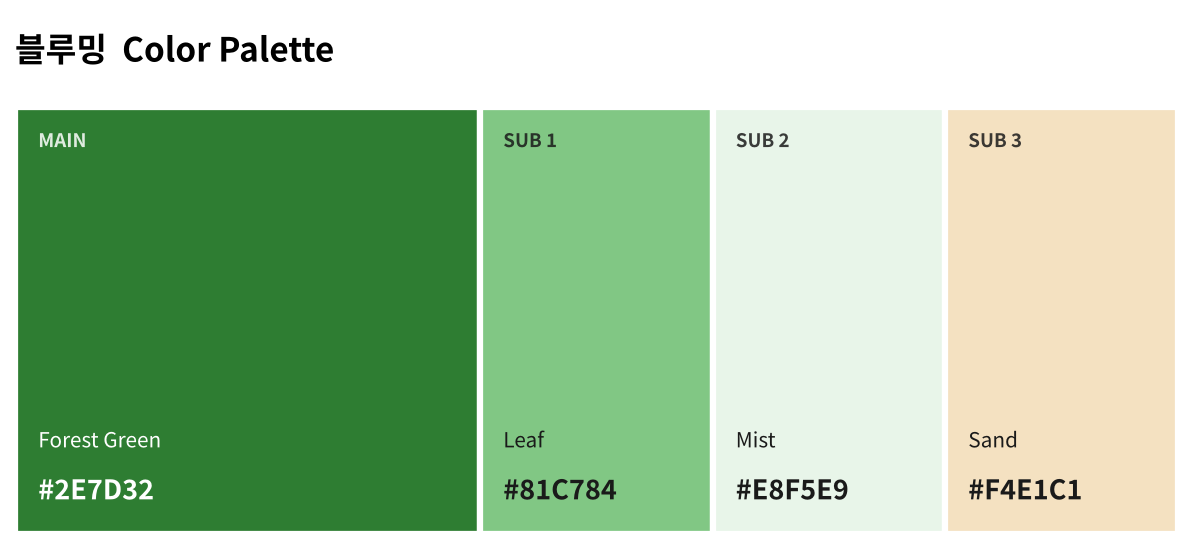 블루밍 Color Palette
MAIN
Forest Green
#2E7D32
SUB 1
Leaf
#81C784
SUB 2
Mist
#E8F5E9
SUB 3
Sand
#F4E1C1